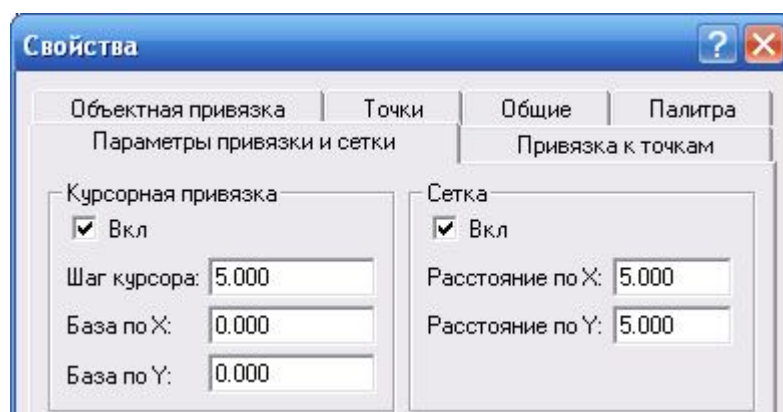 Свойства
Объектная привязка Точки Общие Палитра
Параметры привязки и сетки Привязка к точкам
Курсорная привязка Сетка
Вкл Вкл
Шаг курсора: 5.000 Расстояние по X: 5.000
База по X: 0.000 Расстояние по Y: 5.000
База по Y: 0.000